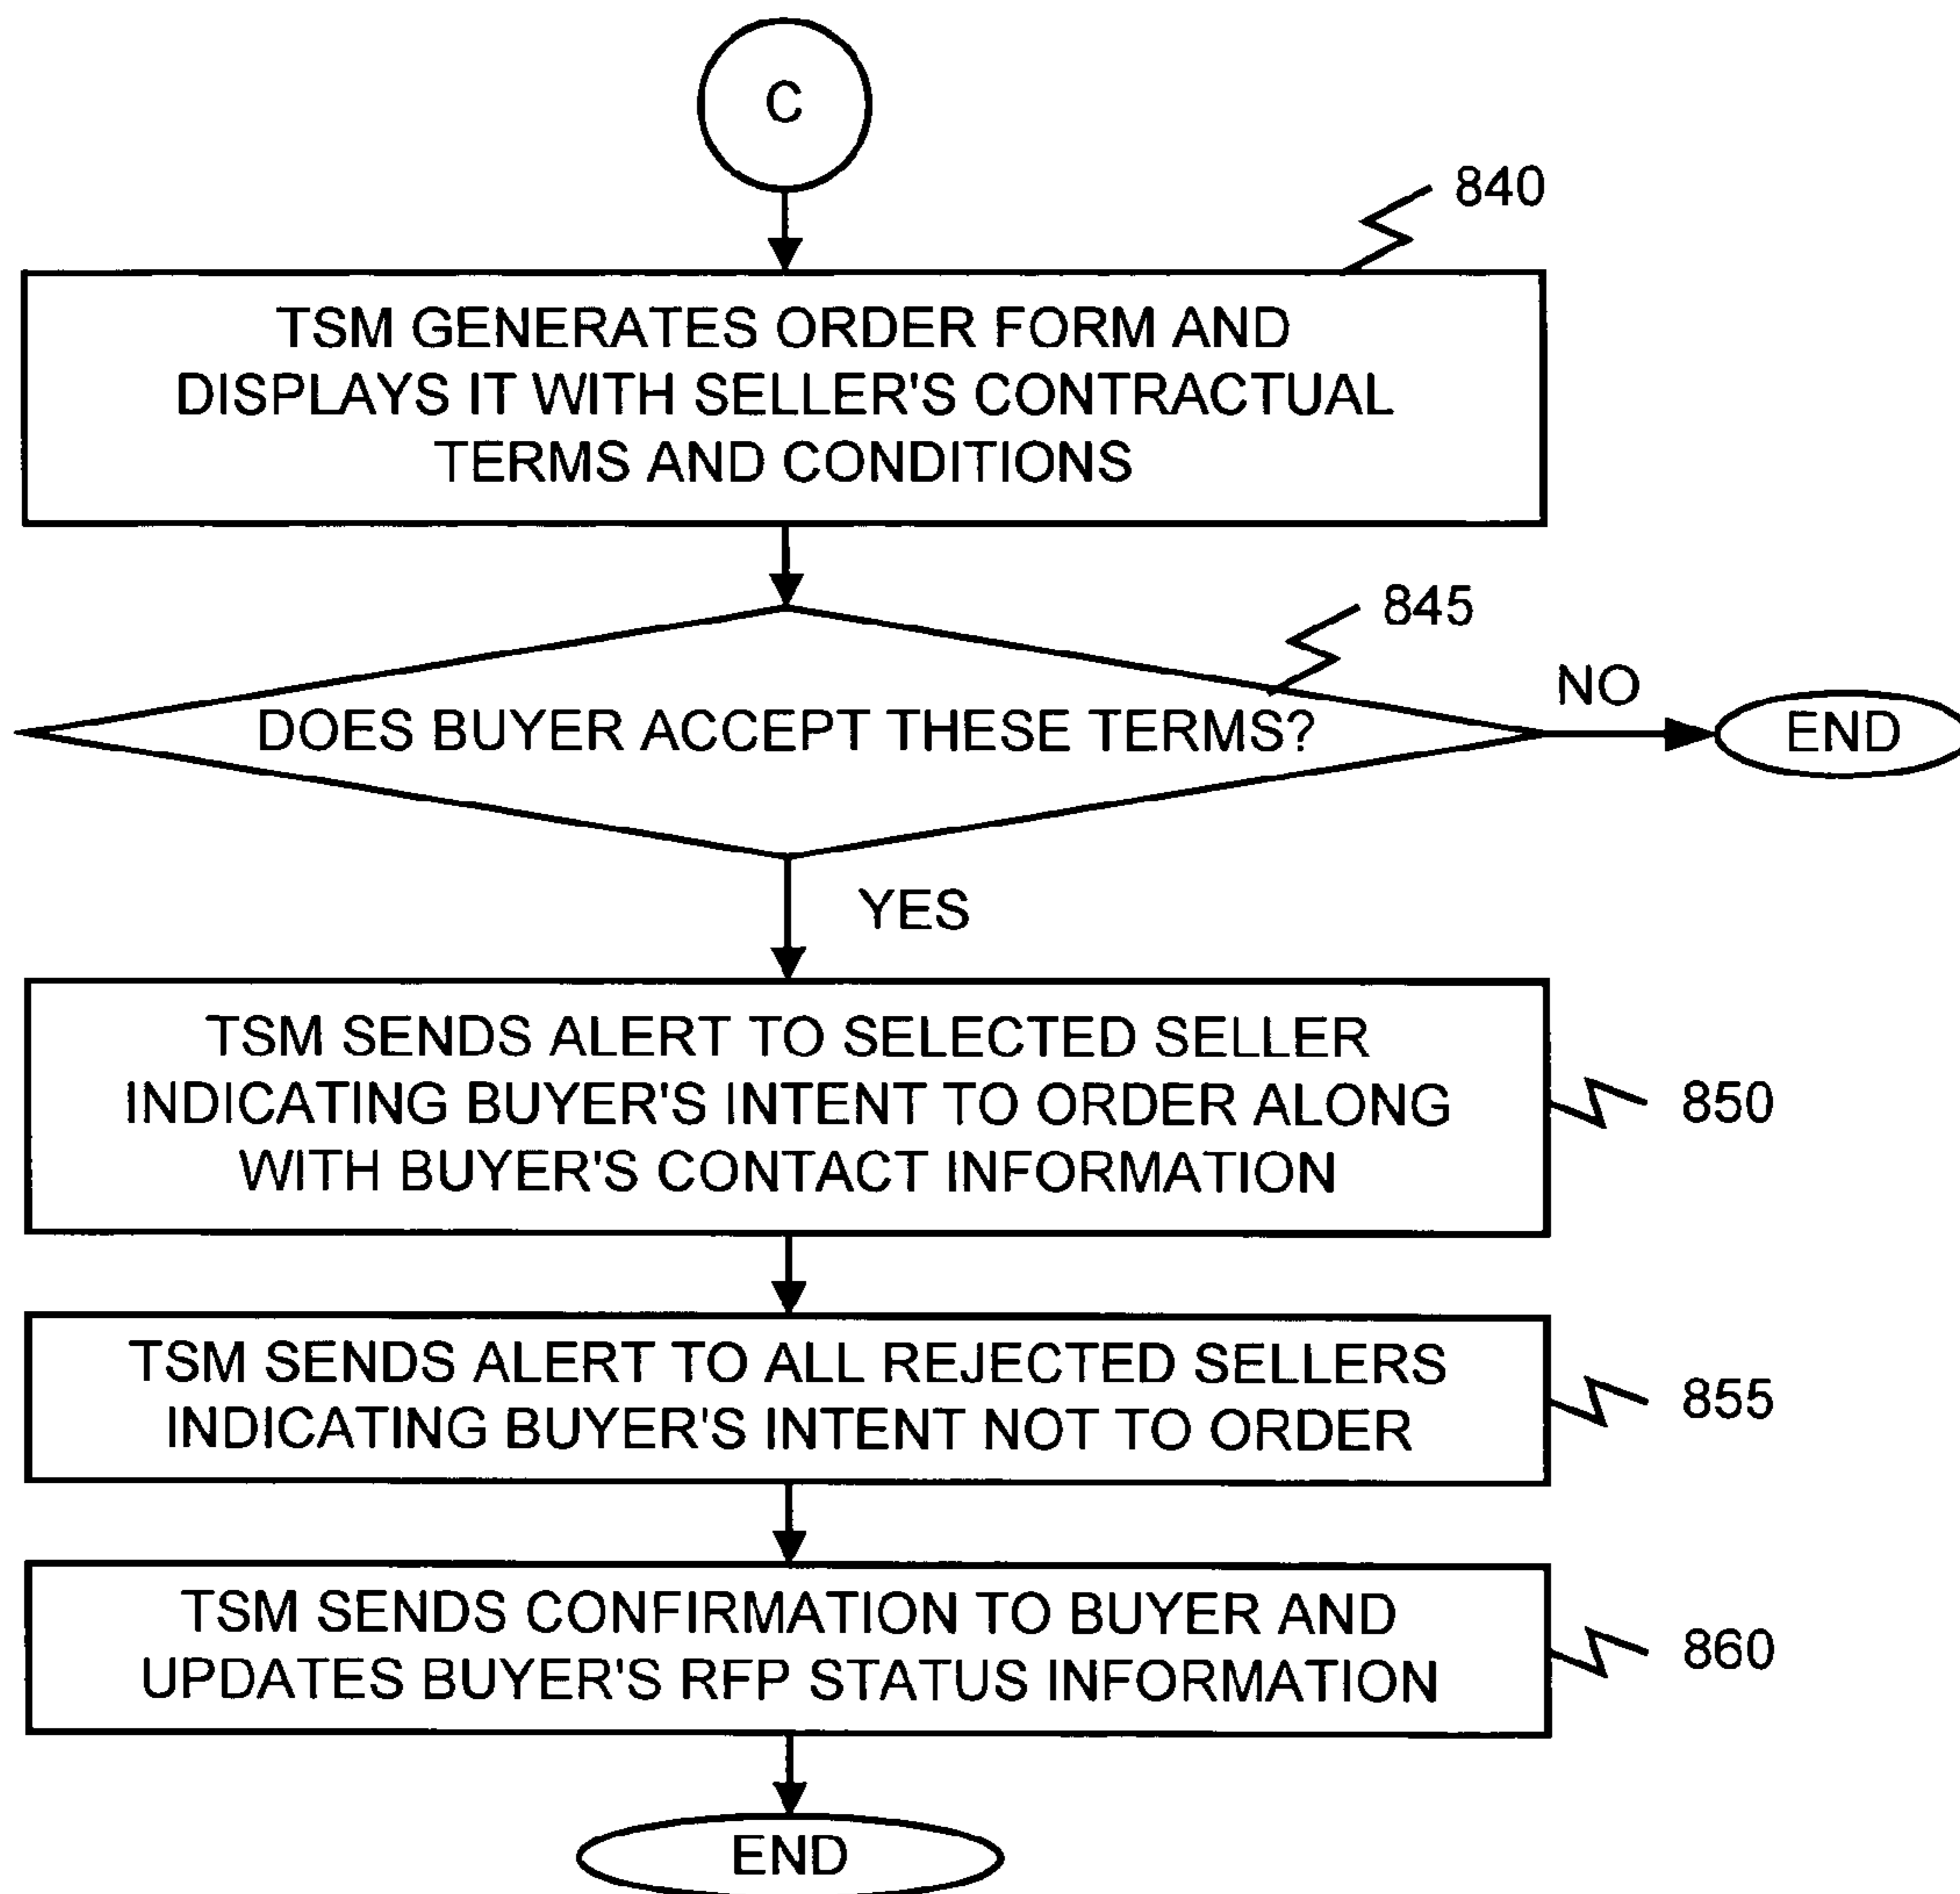 C
840
TSM GENERATES ORDER FORM AND
DISPLAYS IT WITH SELLER'S CONTRACTUAL
TERMS AND CONDITIONS
845
DOES BUYER ACCEPT THESE TERMS?
NO
END
YES
TSM SENDS ALERT TO SELECTED SELLER
INDICATING BUYER'S INTENT TO ORDER ALONG
WITH BUYER'S CONTACT INFORMATION
850
TSM SENDS ALERT TO ALL REJECTED SELLERS
INDICATING BUYER'S INTENT NOT TO ORDER
855
TSM SENDS CONFIRMATION TO BUYER AND
UPDATES BUYER'S RFP STATUS INFORMATION
860
END